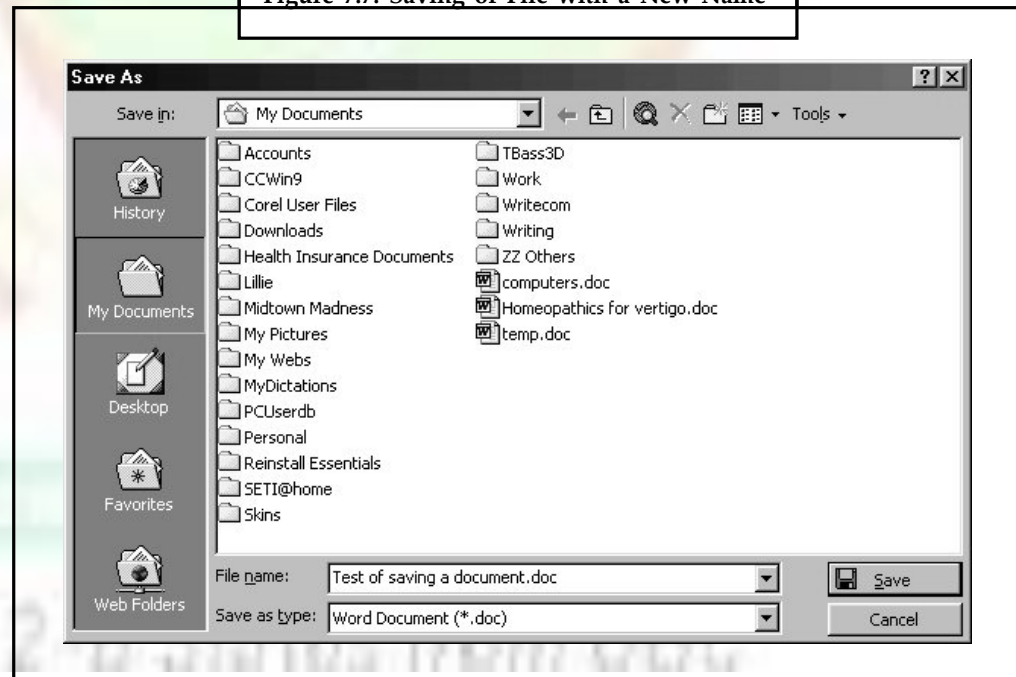 Figure 7.7: Saving of File with a New Name
Save As
Save in:
My Documents
Tools
History
My Documents
Desktop
Favorites
Web Folders
Accounts
CCWin9
Corel User Files
Downloads
Health Insurance Documents
Lillie
Midtown Madness
My Pictures
My Webs
MyDictations
PCUserdb
Personal
Reinstall Essentials
SETI@home
Skins
TBass3D
Work
Writecom
Writing
ZZ Others
computers.doc
Homeopathics for vertigo.doc
temp.doc
File name:
Test of saving a document.doc
Save
Save as type:
Word Document (*.doc)
Cancel